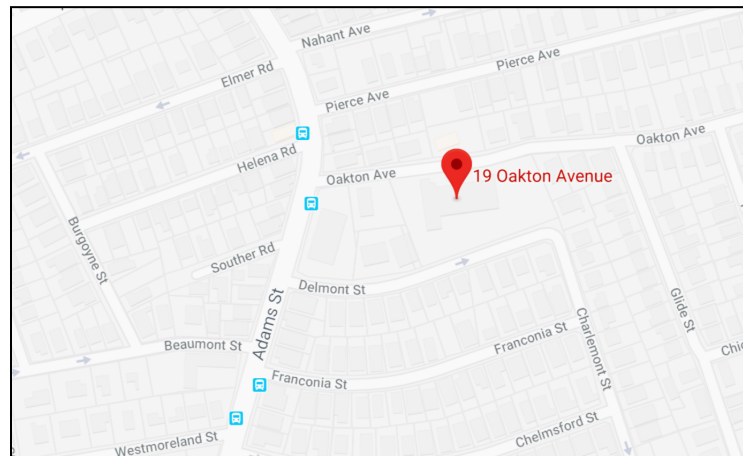 Nahant Ave
Elmer Rd
Pierce Ave
Pierce Ave
Oakton Ave
Helena Rd
Oakton Ave
19 Oakton Avenue
Burgoyne St
Souther Rd
Delmont St
Adams St
Glide St
Charlemont St
Beaumont St
Franconia St
Franconia St
Chelmsford St
Westmoreland St